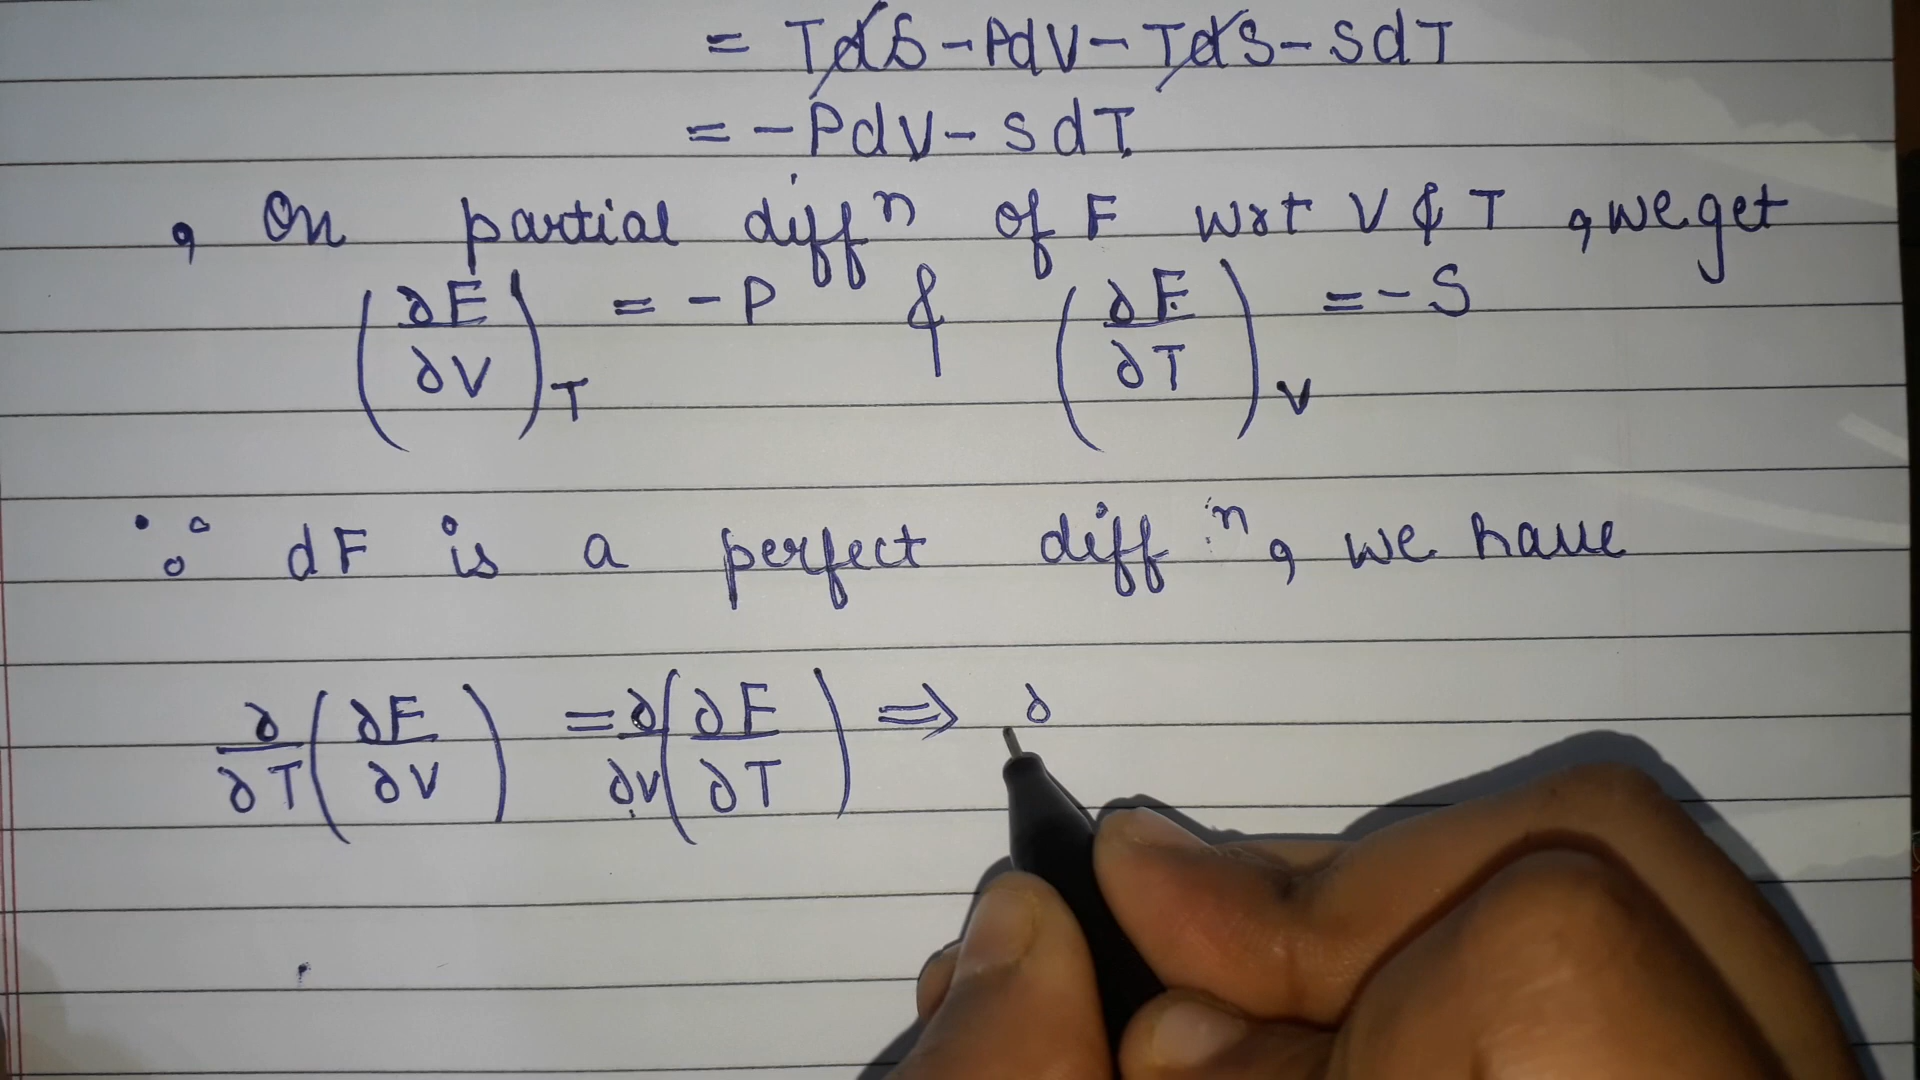 = TdS - PdV - TdS - SdT
= - PdV - SdT
, On partial diffⁿ of F wrt V & T , we get
(∂F/∂V)_T = - P & (∂F/∂T)_V = - S
∵ dF is a perfect diffⁿ, we have
∂/∂T (∂F/∂V) = ∂/∂V (∂F/∂T) ⇒ ∂